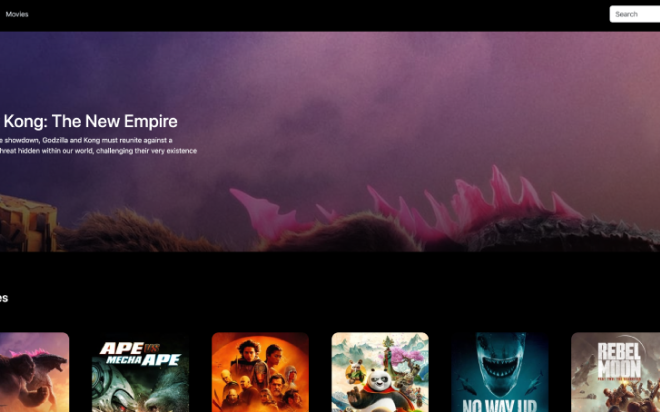 Movies
Search
Kong: The New Empire
e showdown, Godzilla and Kong must reunite against a
hreat hidden within our world, challenging their very existence
es
APE VS
MECHA APE
NO WAY UP
REBEL
MOON